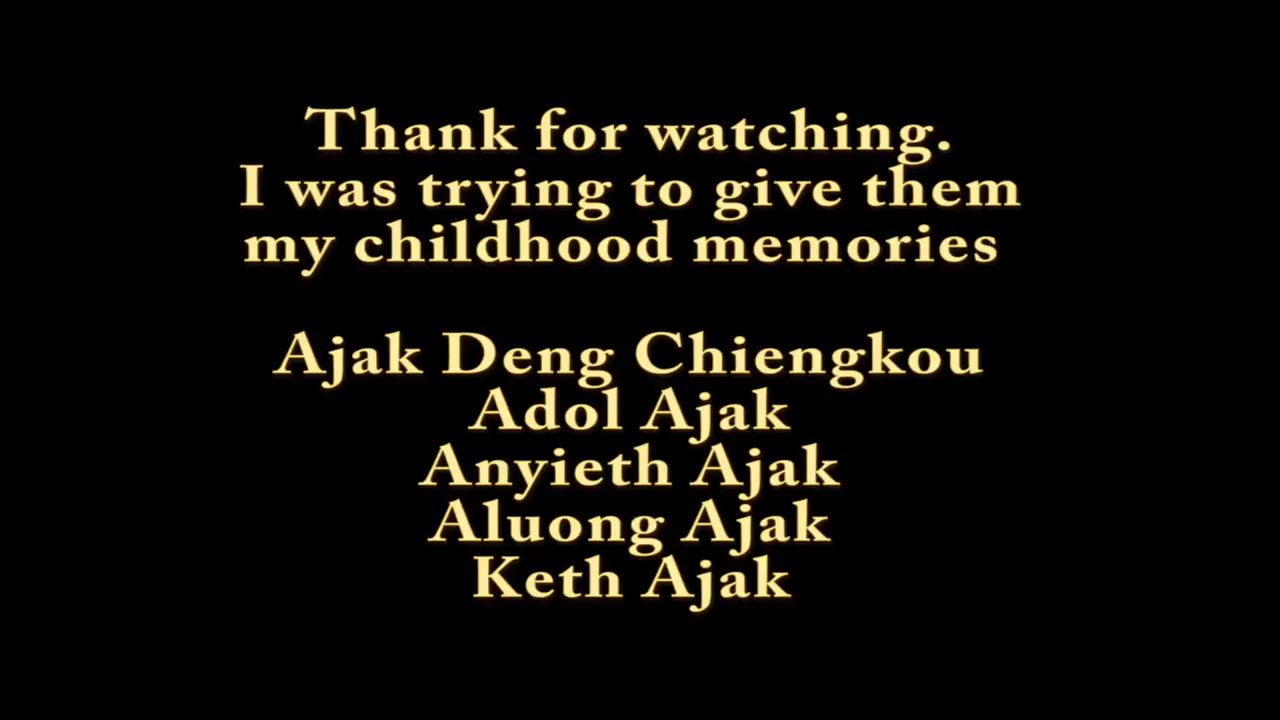 Thank for watching.
I was trying to give them
my childhood memories
Ajak Deng Chiengkou
Adol Ajak
Anyieth Ajak
Aluong Ajak
Keth Ajak